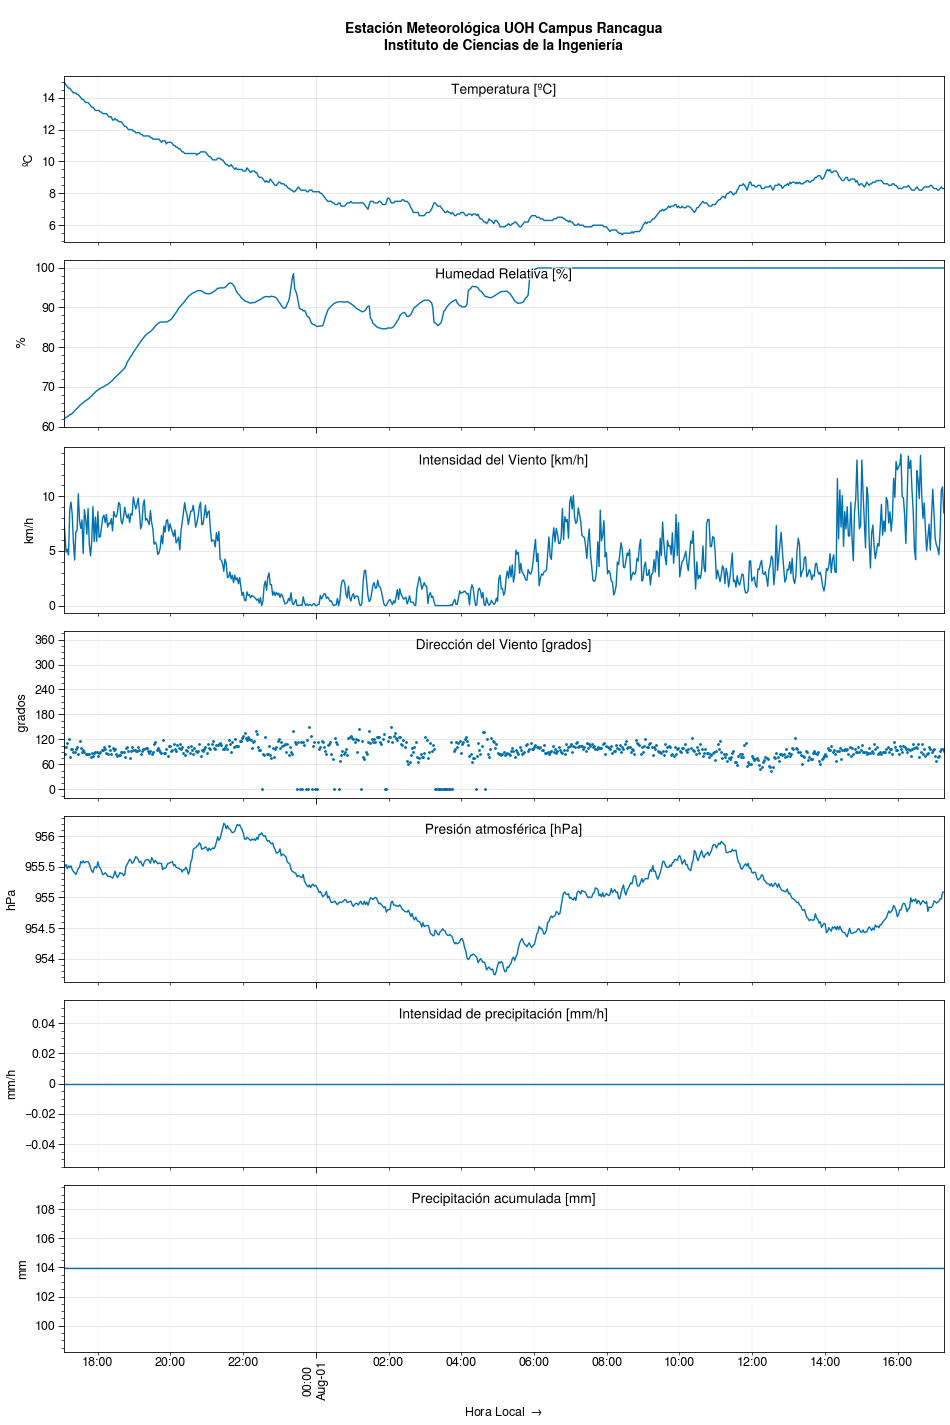 Estación Meteorológica UOH Campus Rancagua
Instituto de Ciencias de la Ingeniería
Temperatura [ºC]
14
12
10
8
6
ºC
Humedad Relativa [%]
100
90
80
70
60
%
Intensidad del Viento [km/h]
10
5
0
km/h
Dirección del Viento [grados]
360
300
240
180
120
60
0
grados
Presión atmosférica [hPa]
956
955.5
955
954.5
954
hPa
Intensidad de precipitación [mm/h]
0.04
0.02
0
−0.02
−0.04
mm/h
Precipitación acumulada [mm]
108
106
104
102
100
mm
18:00 20:00 22:00 00:00 02:00 04:00 06:00 08:00 10:00 12:00 14:00 16:00
Aug-01
Hora Local →